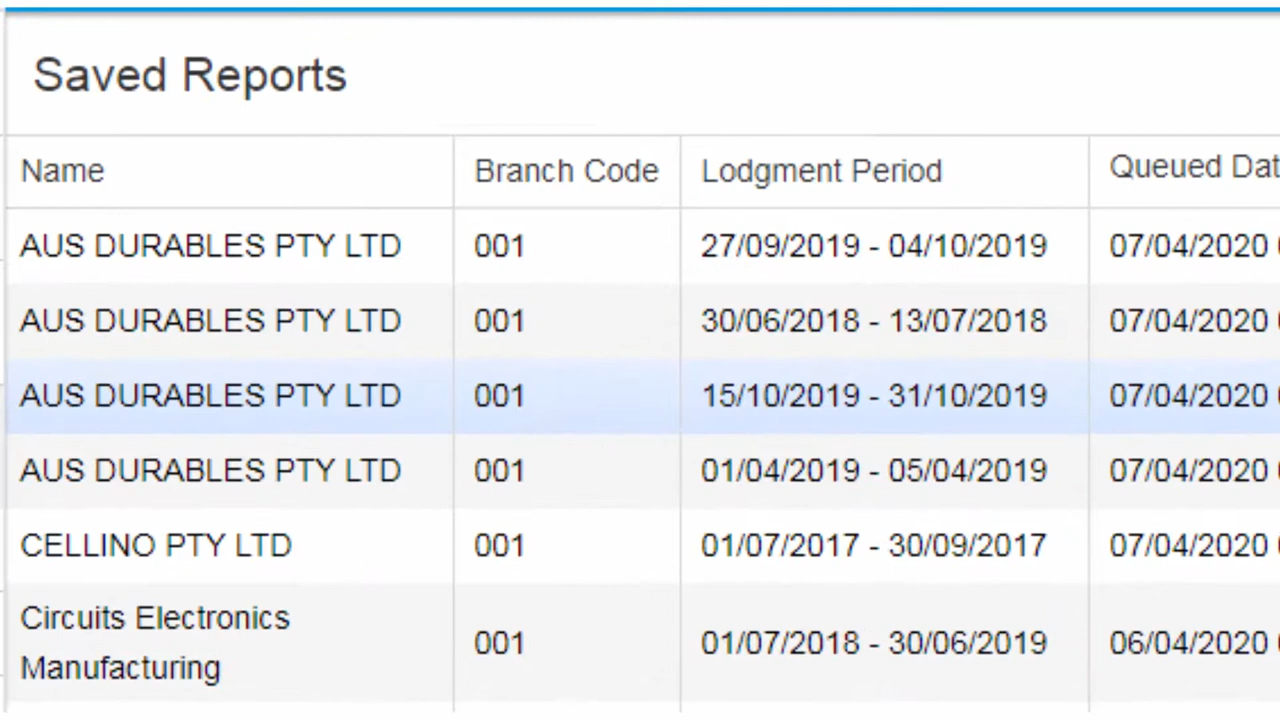 Saved Reports
Name Branch Code Lodgment Period Queued Dat
AUS DURABLES PTY LTD 001 27/09/2019 - 04/10/2019 07/04/2020
AUS DURABLES PTY LTD 001 30/06/2018 - 13/07/2018 07/04/2020
AUS DURABLES PTY LTD 001 15/10/2019 - 31/10/2019 07/04/2020
AUS DURABLES PTY LTD 001 01/04/2019 - 05/04/2019 07/04/2020
CELLINO PTY LTD 001 01/07/2017 - 30/09/2017 07/04/2020
Circuits Electronics
Manufacturing 001 01/07/2018 - 30/06/2019 06/04/2020